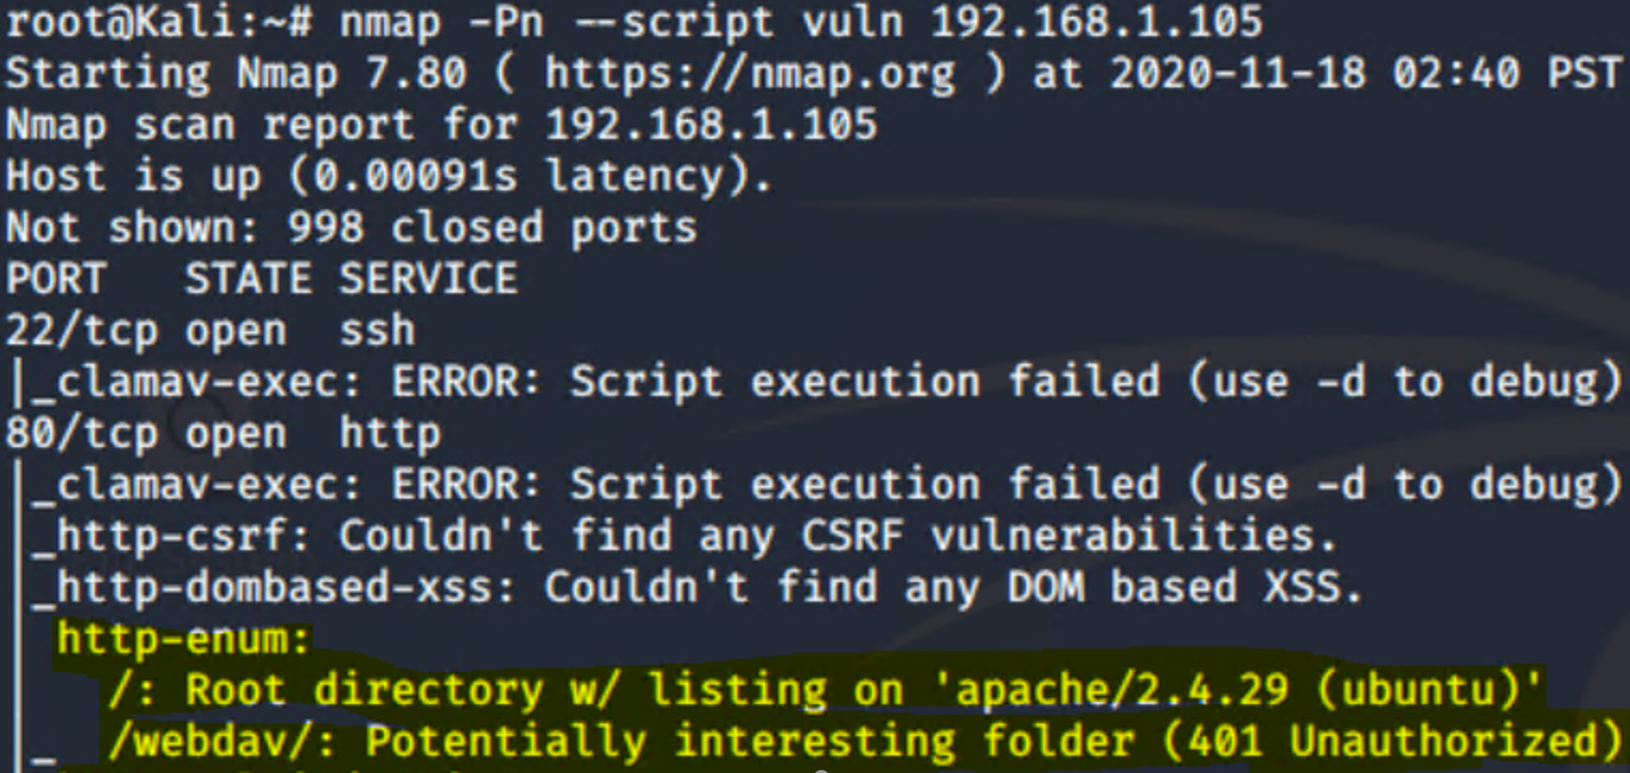 root@Kali:~# nmap -Pn --script vuln 192.168.1.105
Starting Nmap 7.80 ( https://nmap.org ) at 2020-11-18 02:40 PST
Nmap scan report for 192.168.1.105
Host is up (0.00091s latency).
Not shown: 998 closed ports
PORT   STATE SERVICE
22/tcp open  ssh
|_clamav-exec: ERROR: Script execution failed (use -d to debug)
80/tcp open  http
|_clamav-exec: ERROR: Script execution failed (use -d to debug)
|_http-csrf: Couldn't find any CSRF vulnerabilities.
|_http-dombased-xss: Couldn't find any DOM based XSS.
| http-enum:
|   /: Root directory w/ listing on 'apache/2.4.29 (ubuntu)'
|_  /webdav/: Potentially interesting folder (401 Unauthorized)